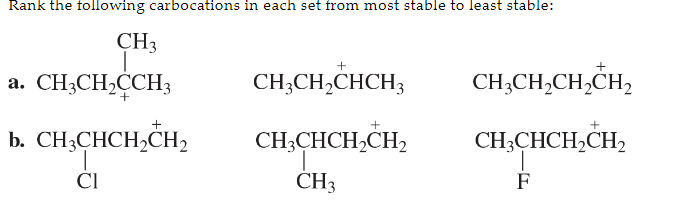 Rank the following carbocations in each set from most stable to least stable:
CH₃
a. CH₃CH₂CCH₃ CH₃CH₂CHCH₃ CH₃CH₂CH₂CH₂
+ + +
b. CH₃CHCH₂CH₂ CH₃CHCH₂CH₂ CH₃CHCH₂CH₂
+ + +
Cl CH₃ F